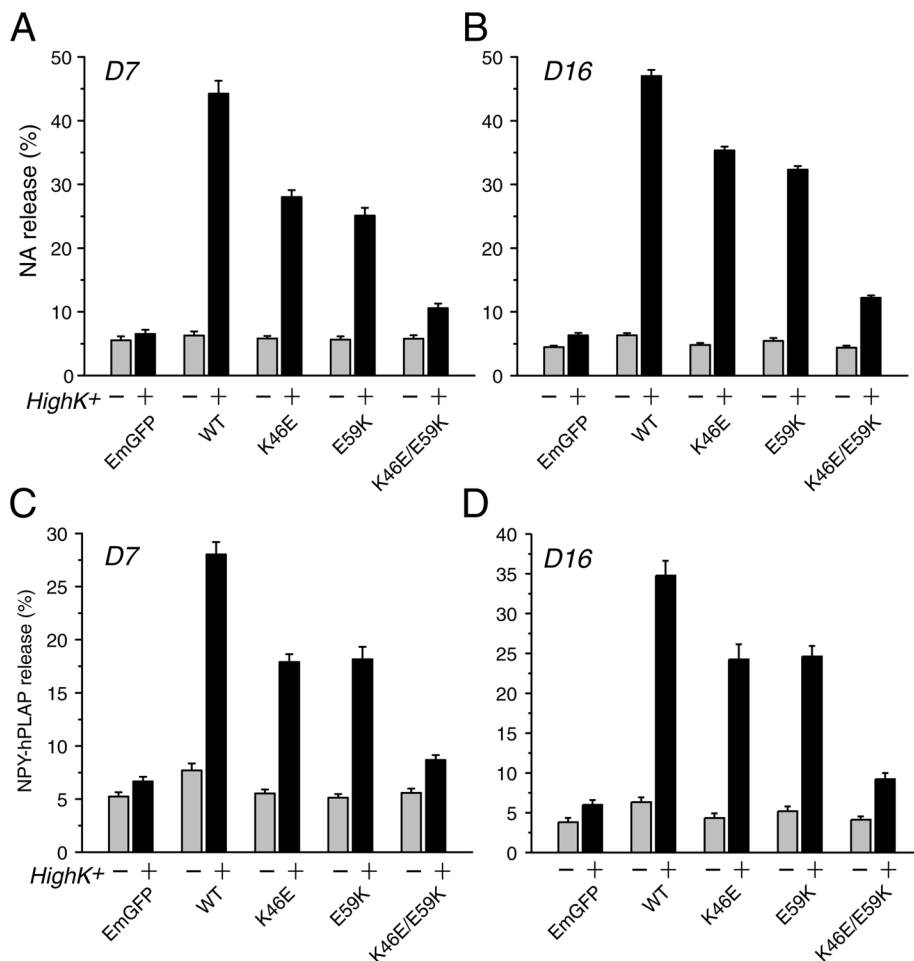 A
B
D7
D16
NA release (%)
50
40
30
20
10
0
50
40
30
20
10
0
HighK+ − + − + − + − + − +
− + − + − + − + − +
EmGFP WT K46E E59K K46E/E59K
EmGFP WT K46E E59K K46E/E59K
C
D
D7
D16
NPY-hPLAP release (%)
30
25
20
15
10
5
0
40
35
30
25
20
15
10
5
0
HighK+ − + − + − + − + − +
− + − + − + − + − +
EmGFP WT K46E E59K K46E/E59K
EmGFP WT K46E E59K K46E/E59K